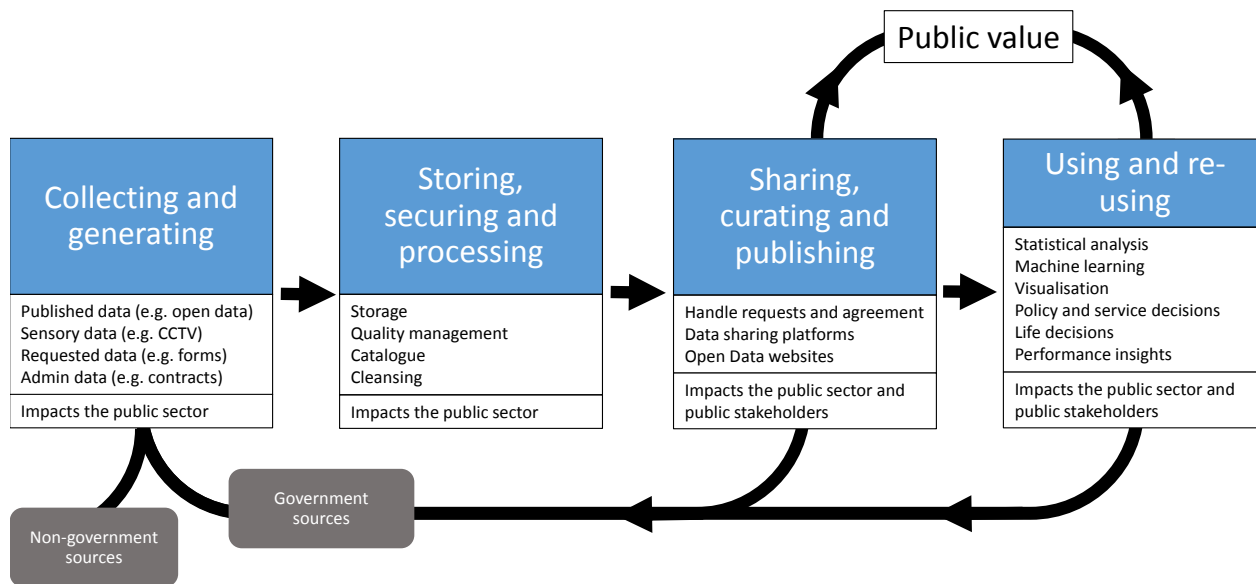 Public value
Collecting and
generating
Published data (e.g. open data)
Sensory data (e.g. CCTV)
Requested data (e.g. forms)
Admin data (e.g. contracts)
Impacts the public sector
Storing,
securing and
processing
Storage
Quality management
Catalogue
Cleansing
Impacts the public sector
Sharing,
curating and
publishing
Handle requests and agreement
Data sharing platforms
Open Data websites
Impacts the public sector and
public stakeholders
Using and re-
using
Statistical analysis
Machine learning
Visualisation
Policy and service decisions
Life decisions
Performance insights
Impacts the public sector and
public stakeholders
Government
sources
Non-government
sources